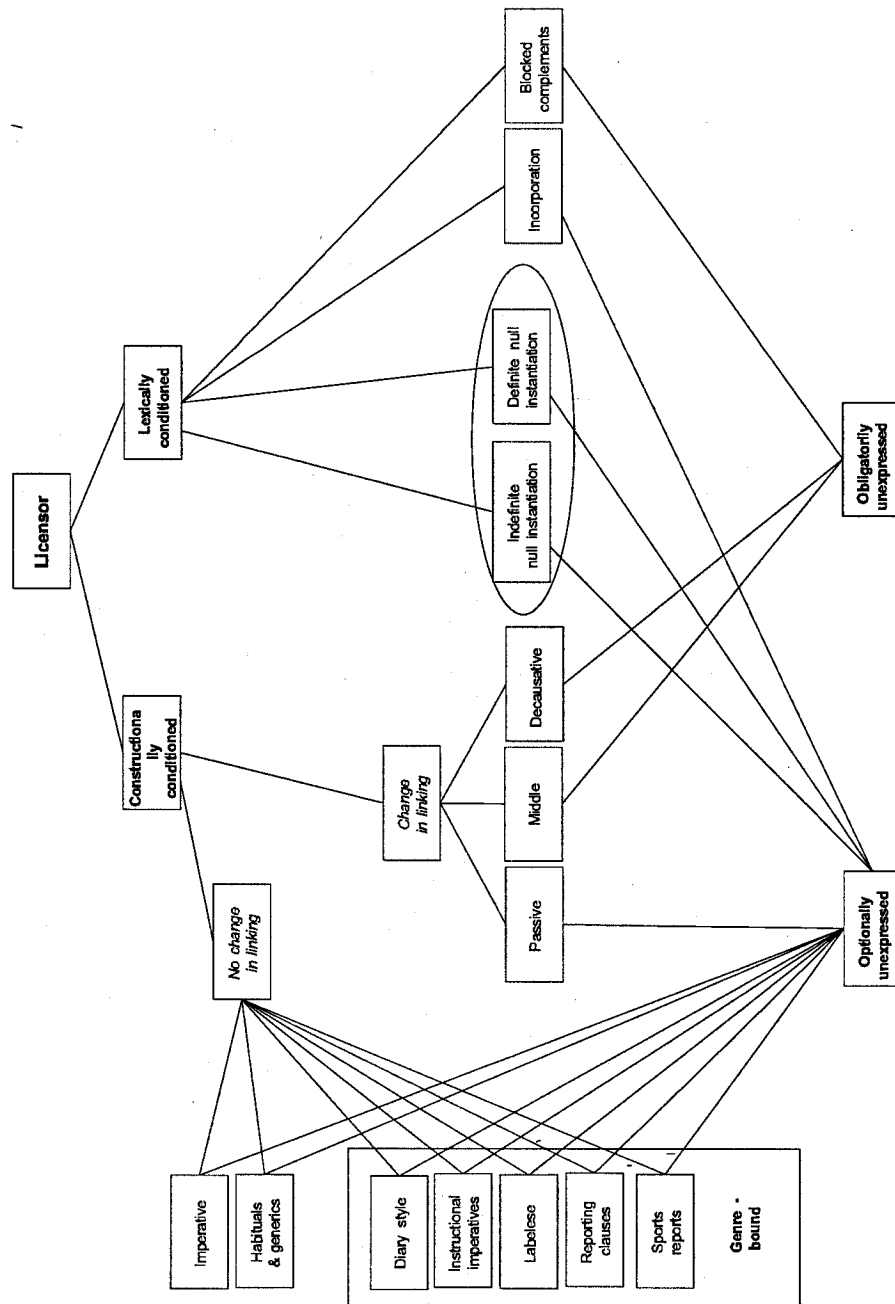 Licensor
Constructiona
lly
conditioned
Lexically
conditioned
No change
in linking
Change
in linking
Imperative
Habituals
& generics
Diary style
Instructional
imperatives
Labelese
Reporting
clauses
Sports
reports
Genre -
bound
Passive
Middle
Decausative
Indefinite
null instantiation
Definite null
instantiation
Incorporation
Blocked
complements
Optionally
unexpressed
Obligatorily
unexpressed